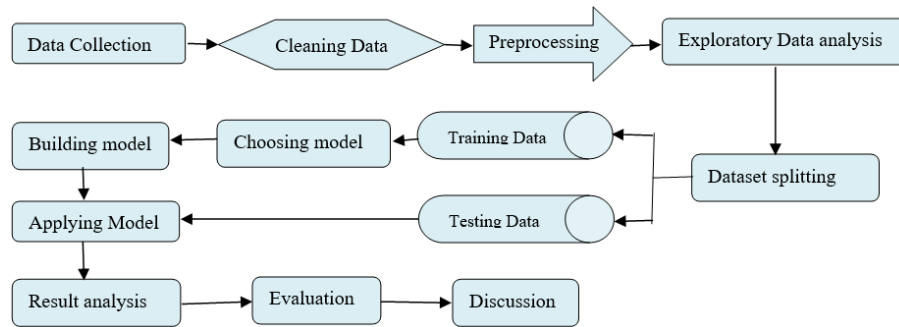 Data Collection
Cleaning Data
Preprocessing
Exploratory Data analysis
Building model
Choosing model
Training Data
Dataset splitting
Applying Model
Testing Data
Result analysis
Evaluation
Discussion